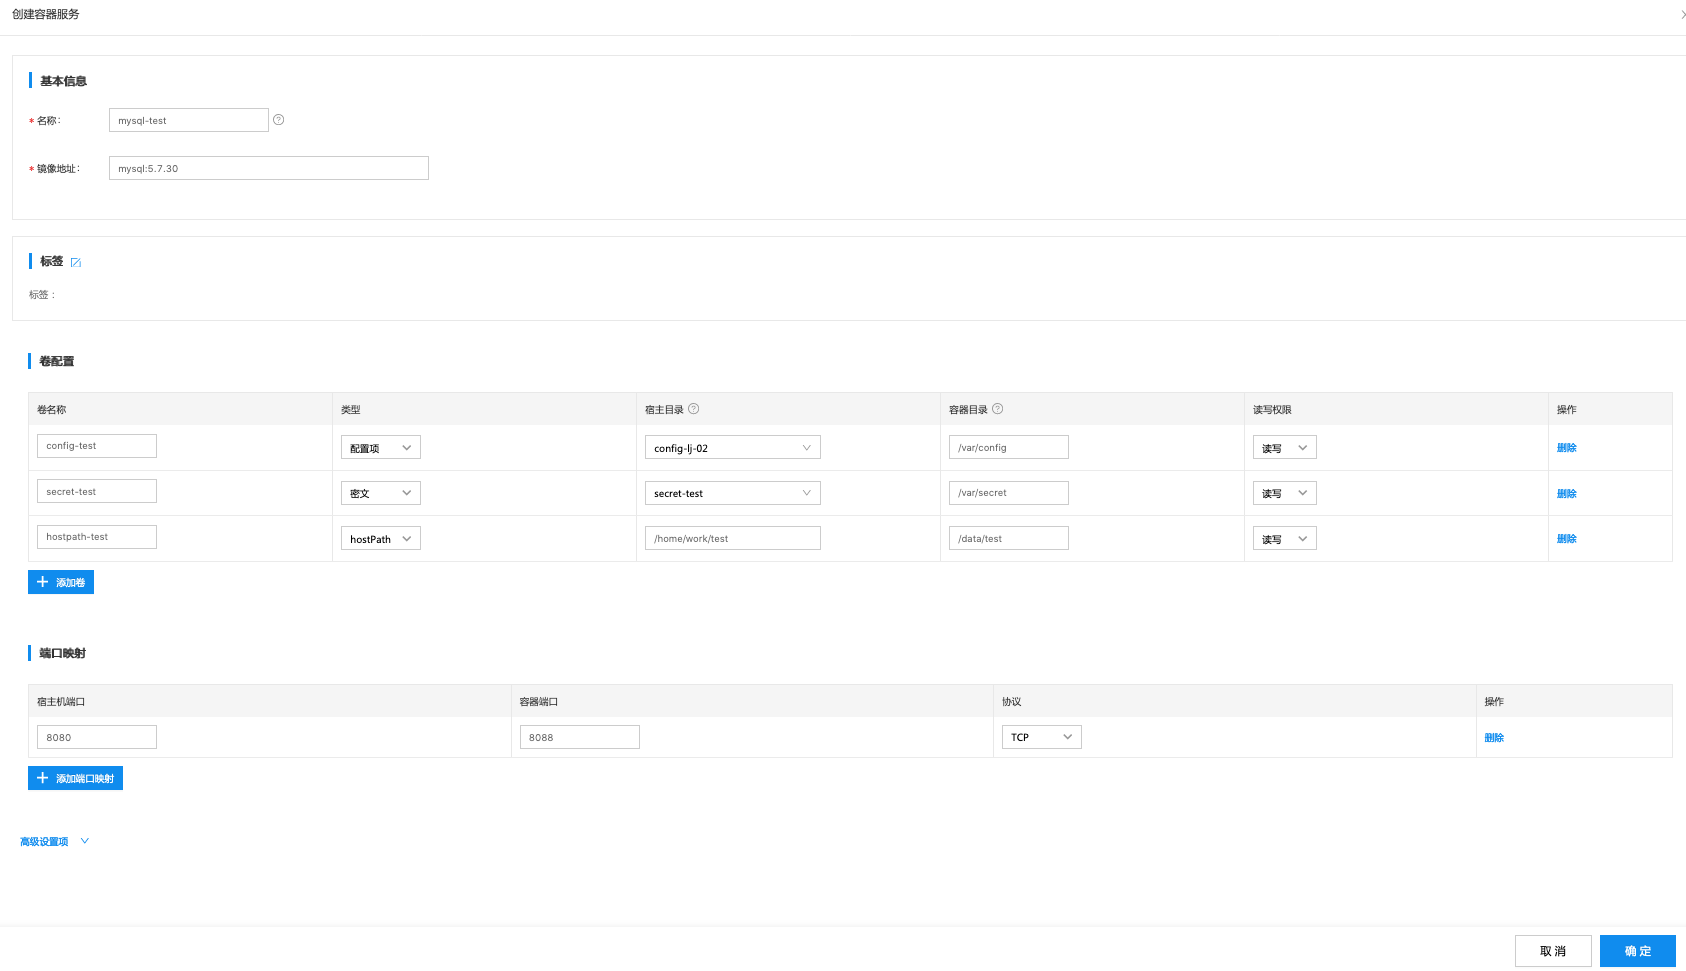 创建容器服务
基本信息
* 名称: mysql-test
* 镜像地址: mysql:5.7.30
标签
标签：
卷配置
卷名称 类型 宿主目录 容器目录 读写权限 操作
config-test 配置项 config-lj-02 /var/config 读写 删除
secret-test 密文 secret-test /var/secret 读写 删除
hostpath-test hostPath /home/work/test /data/test 读写 删除
添加卷
端口映射
宿主机端口 容器端口 协议 操作
8080 8088 TCP 删除
添加端口映射
高级设置项
取消 确定